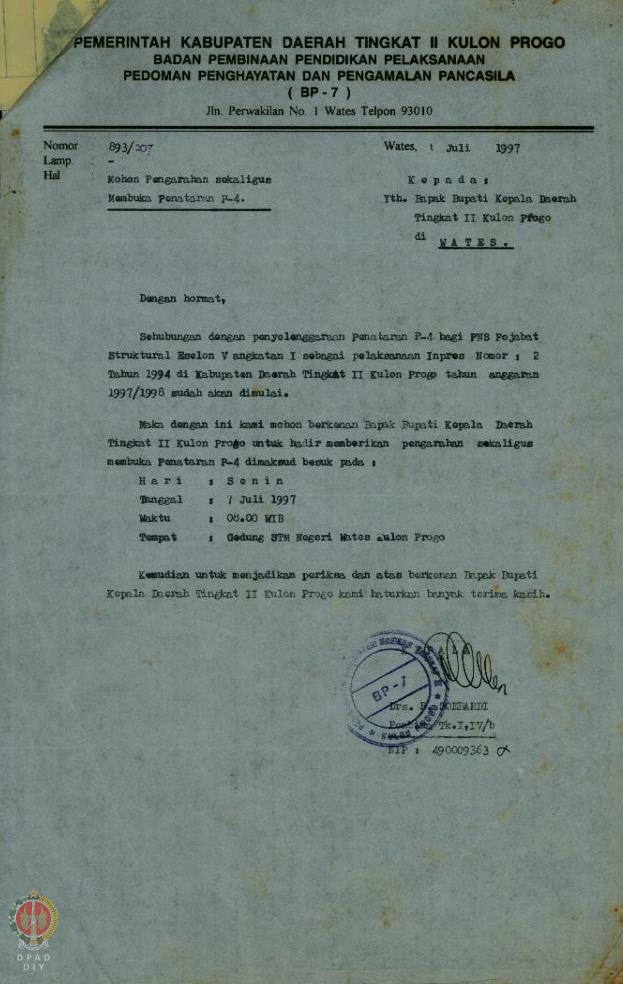 PEMERINTAH KABUPATEN DAERAH TINGKAT II KULON PROGO
BADAN PEMBINAAN PENDIDIKAN PELAKSANAAN
PEDOMAN PENGHAYATAN DAN PENGAMALAN PANCASILA
( BP - 7 )
Jln. Perwakilan No. 1 Wates Telpon 93010
Nomor : 893/207
Wates, 1 Juli 1997
Lamp. : -
Hal : Mohon Pengarahan sekaligus
Membuka Penataran P-4.
K e p a d a :
Yth. Bapak Bupati Kepala Daerah
Tingkat II Kulon Progo
di
W A T E S .
Dengan hormat,
Sehubungan dengan penyelenggaraan Penataran P-4 bagi PNS Pejabat
Struktural Eselon V angkatan I sebagai pelaksanaan Inpres Nomor : 2
Tahun 1994 di Kabupaten Daerah Tingkat II Kulon Progo tahun anggaran
1997/1998 sudah akan dimulai.
Maka dengan ini kami mohon berkenan Bapak Bupati Kepala Daerah
Tingkat II Kulon Progo untuk hadir memberikan pengarahan sekaligus
membuka Penataran P-4 dimaksud besuk pada :
H a r i : S e n i n
Tanggal : 7 Juli 1997
Waktu : 08.00 WIB
Tempat : Gedung STM Negeri Wates Kulon Progo
Kemudian untuk menjadikan periksa dan atas berkenan Bapak Bupati
Kepala Daerah Tingkat II Kulon Progo kami haturkan banyak terima kasih.
BP-7
Drs. SOEBARDI
Pembina Tk.I,IV/b
NIP : 490009363
DPAD
DIY